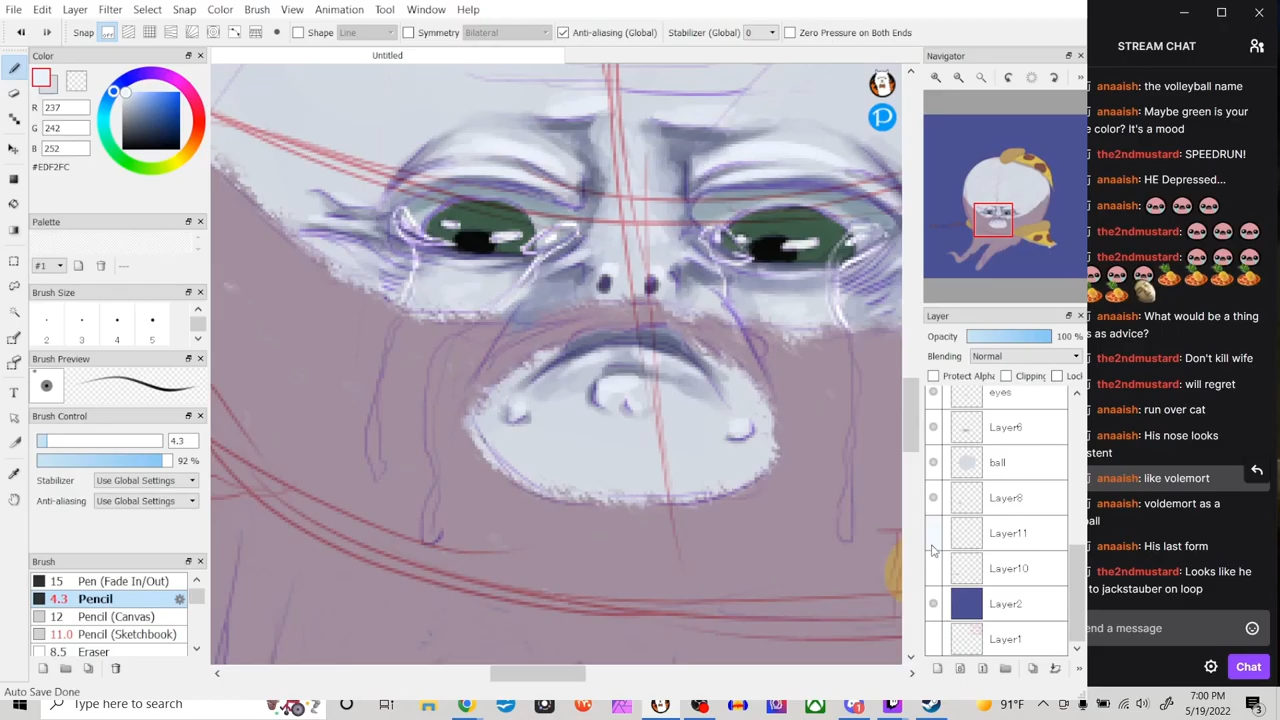 File Edit Layer Filter Select Snap Color Brush View Animation Tool Window Help
Snap off Shape Line Symmetry Bilateral Anti-aliasing (Global) Stabilizer (Global) 0 Zero Pressure on Both Ends
Color
R 237
G 242
B 252
#EDF2FC
Palette
#1 ---
Brush Size
2 3 4 5
Brush Preview
Brush Control
4.3
92 %
Stabilizer Use Global Settings
Anti-aliasing Use Global Settings
Brush
15 Pen (Fade In/Out)
4.3 Pencil
12 Pencil (Canvas)
11.0 Pencil (Sketchbook)
8.5 Eraser
Auto Save Done
Untitled
Navigator
Layer
Opacity 100 %
Blending Normal
Protect Alpha Clipping Lock
eyes
Layer6
ball
Layer8
Layer11
Layer10
Layer2
Layer1
STREAM CHAT
anaaish: the volleyball name
anaaish: Maybe green is your
e color? It's a mood
the2ndmustard: SPEEDRUN!
anaaish: HE Depressed...
anaaish:
the2ndmustard:
the2ndmustard:
anaaish: What would be a thing
s as advice?
the2ndmustard: Don't kill wife
the2ndmustard: will regret
anaaish: run over cat
anaaish: His nose looks
stent
anaaish: like volemort
anaaish: voldemort as a
all
anaaish: His last form
the2ndmustard: Looks like he
to jackstauber on loop
end a message
Chat
here to search
91°F
7:00 PM
5/19/2022
3